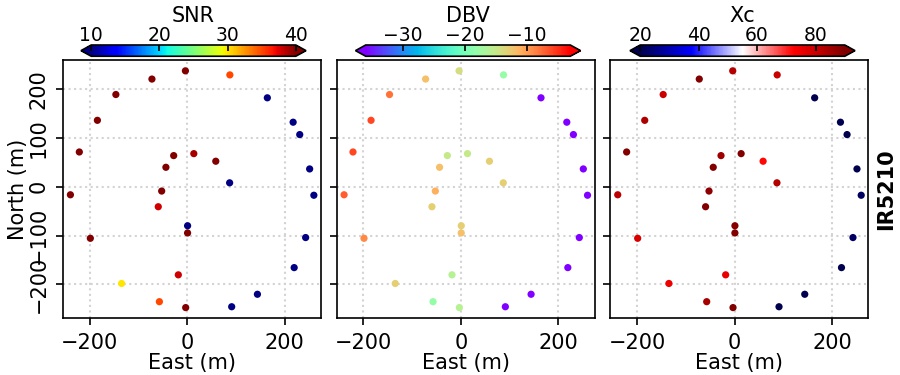 SNR DBV Xc
10 20 30 40 −30 −20 −10 20 40 60 80
North (m)
200
100
0
−100
−200
−200 0 200 −200 0 200 −200 0 200
East (m) East (m) East (m)
IR5210